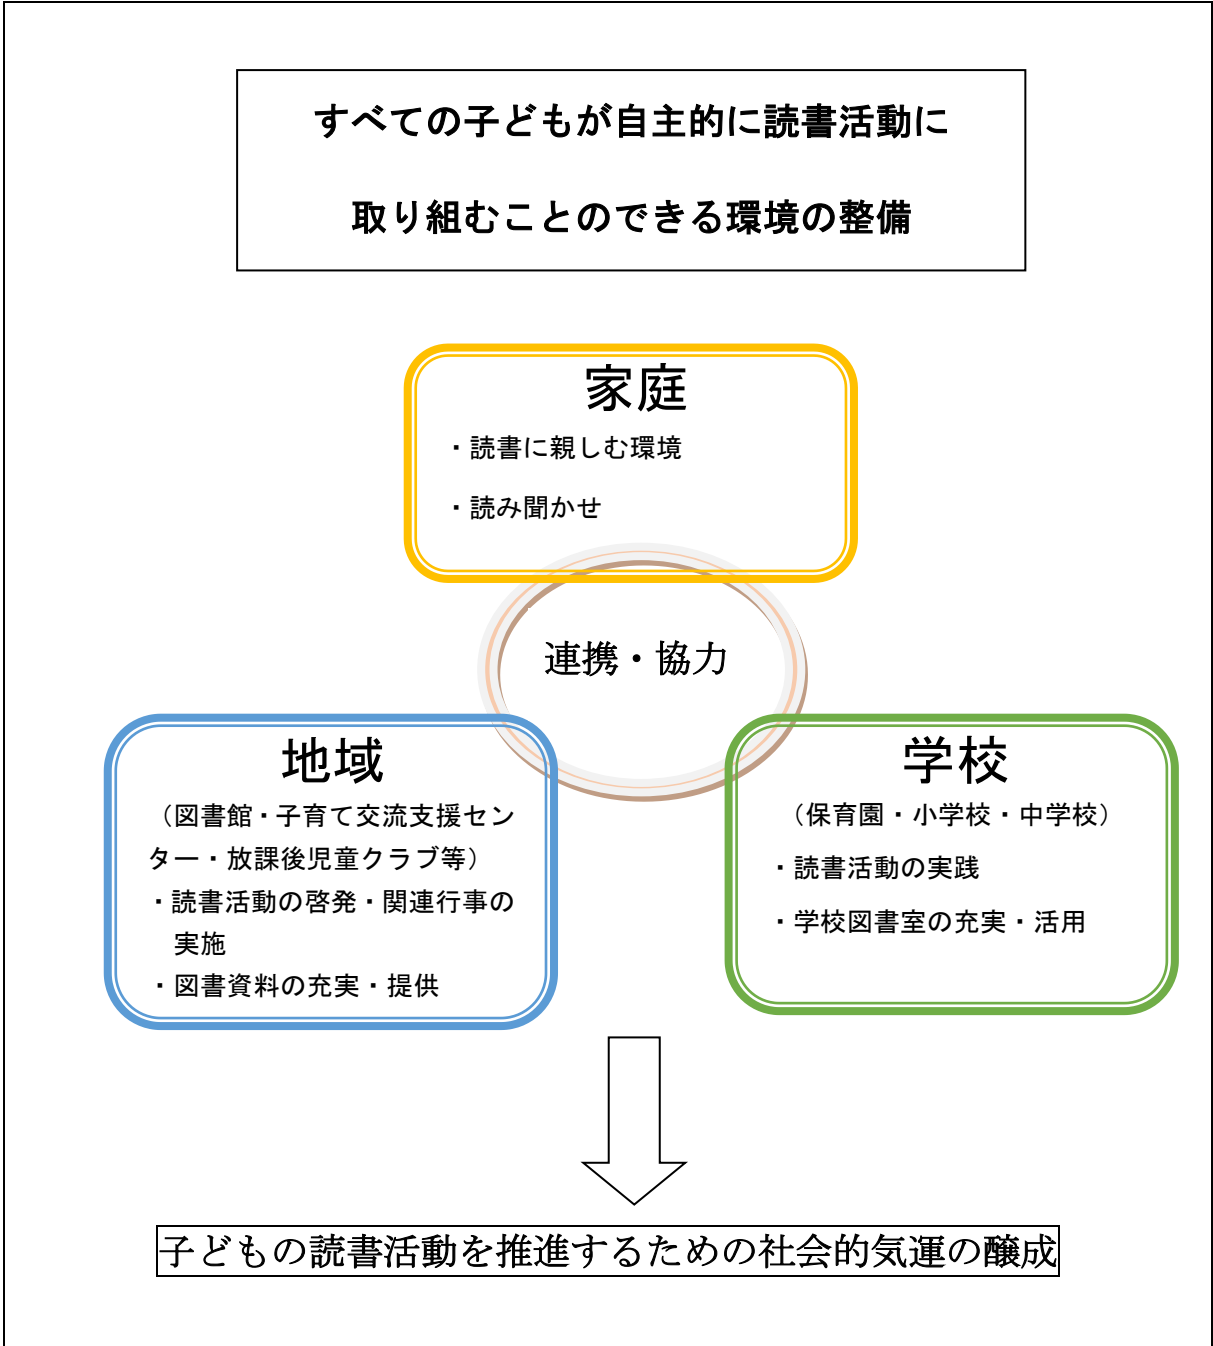 すべての子どもが自主的に読書活動に
取り組むことのできる環境の整備
家庭
・読書に親しむ環境
・読み聞かせ
連携・協力
地域
（図書館・子育て交流支援セン
ター・放課後児童クラブ等）
・読書活動の啓発・関連行事の
実施
・図書資料の充実・提供
学校
（保育園・小学校・中学校）
・読書活動の実践
・学校図書室の充実・活用
子どもの読書活動を推進するための社会的気運の醸成